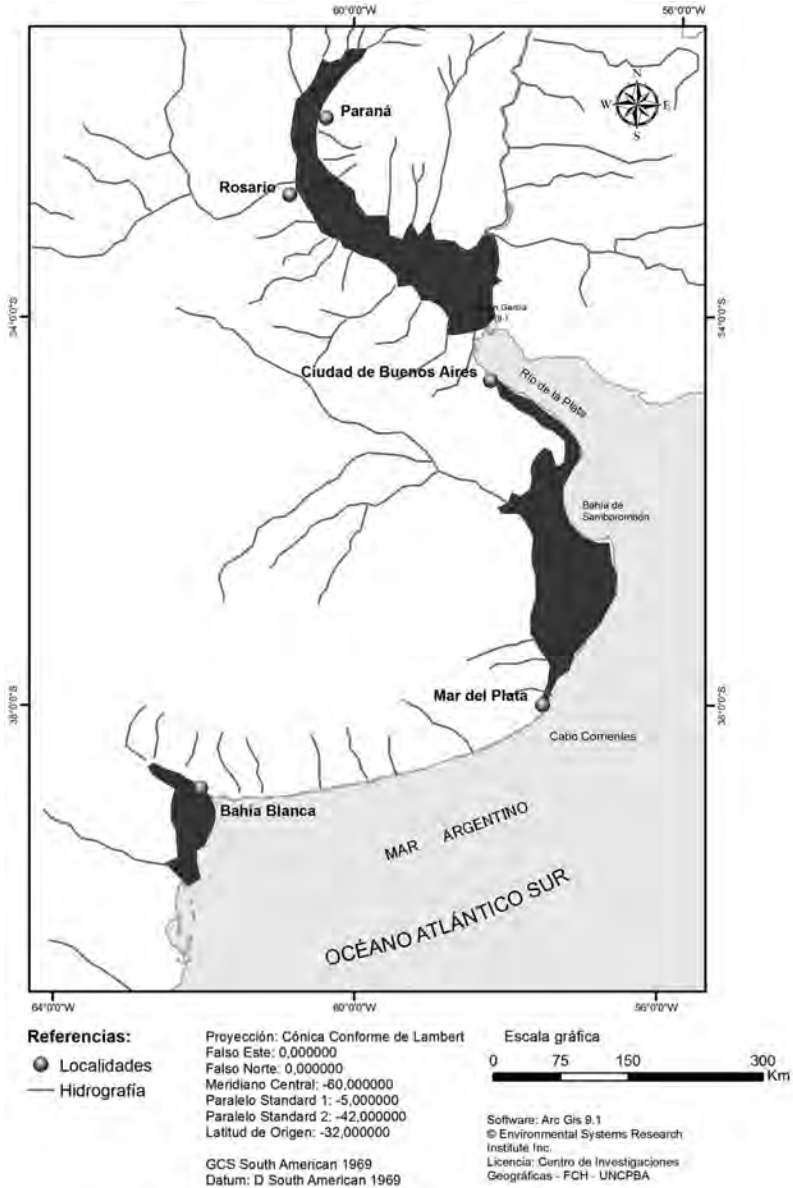 60°0'0"W
56°0'0"W
N
W
E
S
Paraná
Rosario
García
34°0'0"S
34°0'0"S
Ciudad de Buenos Aires
Río de la Plata
Bahía de
Samborombón
Mar del Plata
38°0'0"S
38°0'0"S
Cabo Corrientes
Bahía Blanca
MAR ARGENTINO
OCÉANO ATLÁNTICO SUR
64°0'0"W
60°0'0"W
56°0'0"W
Referencias:
Localidades
Hidrografía
Proyección: Cónica Conforme de Lambert
Falso Este: 0,000000
Falso Norte: 0,000000
Meridiano Central: -60,000000
Paralelo Standard 1: -5,000000
Paralelo Standard 2: -42,000000
Latitud de Origen: -32,000000
GCS South American 1969
Datum: D South American 1969
Escala gráfica
0 75 150 300
Km
Software: Arc Gis 9.1
© Environmental Systems Research
Institute Inc.
Licencia: Centro de Investigaciones
Geográficas - FCH - UNCPBA